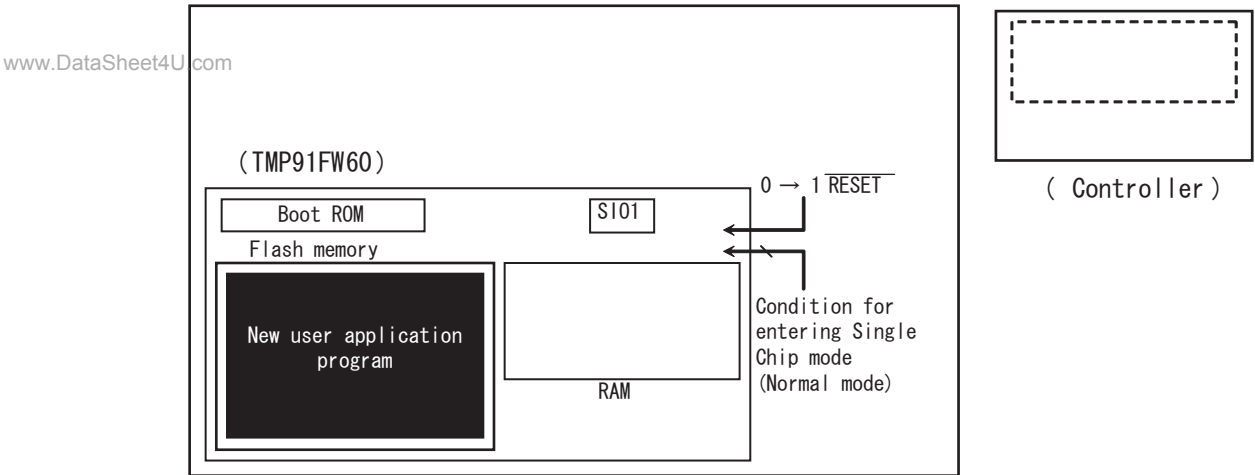 www.DataSheet4U.com
(TMP91FW60)
Boot ROM
SIO1
0 → 1 RESET
Flash memory
New user application
program
RAM
Condition for
entering Single
Chip mode
(Normal mode)
( Controller)